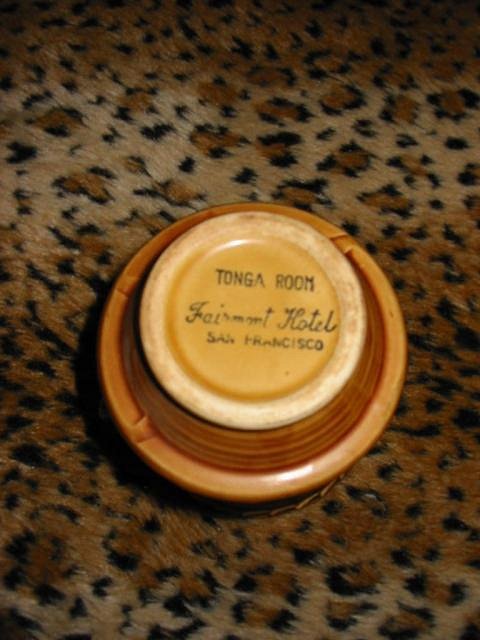 TONGA ROOM
Fairmont Hotel
SAN FRANCISCO